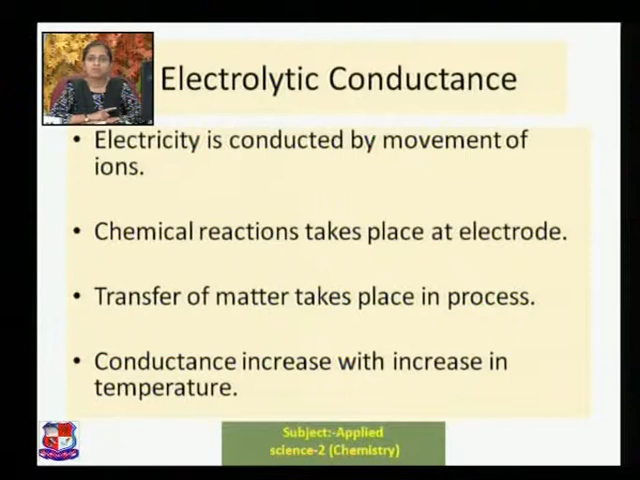 Electrolytic Conductance
• Electricity is conducted by movement of
ions.
• Chemical reactions takes place at electrode.
• Transfer of matter takes place in process.
• Conductance increase with increase in
temperature.
Subject:-Applied
science-2 (Chemistry)